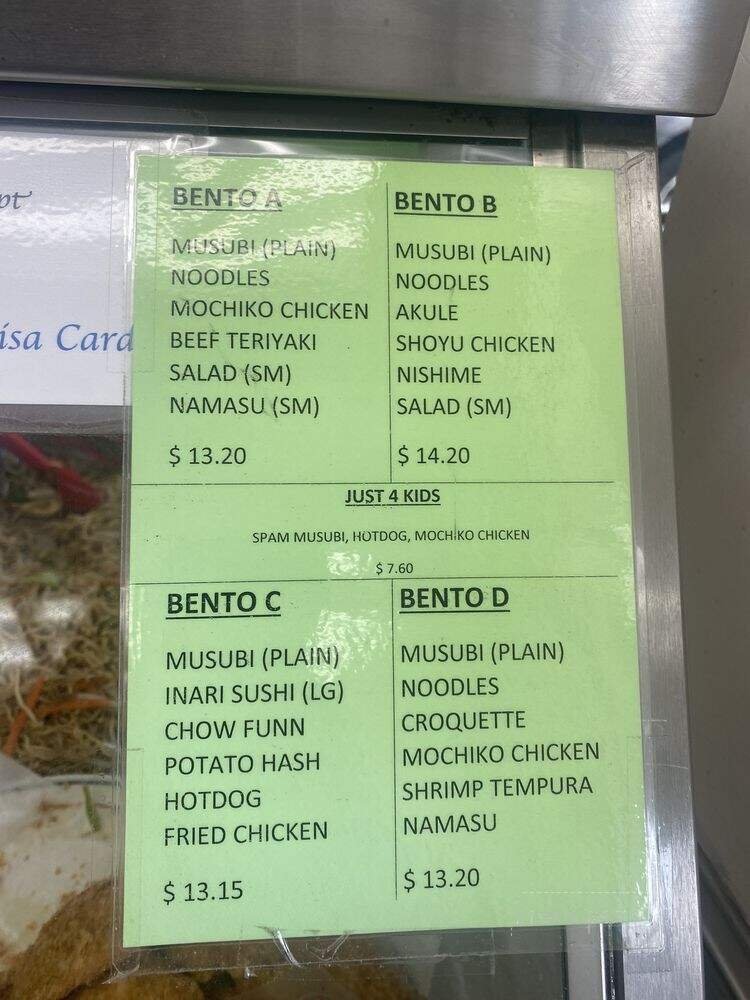 BENTO A
MUSUBI (PLAIN)
NOODLES
MOCHIKO CHICKEN
BEEF TERIYAKI
SALAD (SM)
NAMASU (SM)
$ 13.20
BENTO B
MUSUBI (PLAIN)
NOODLES
AKULE
SHOYU CHICKEN
NISHIME
SALAD (SM)
$ 14.20
JUST 4 KIDS
SPAM MUSUBI, HOTDOG, MOCHIKO CHICKEN
$ 7.60
BENTO C
MUSUBI (PLAIN)
INARI SUSHI (LG)
CHOW FUNN
POTATO HASH
HOTDOG
FRIED CHICKEN
$ 13.15
BENTO D
MUSUBI (PLAIN)
NOODLES
CROQUETTE
MOCHIKO CHICKEN
SHRIMP TEMPURA
NAMASU
$ 13.20
Card